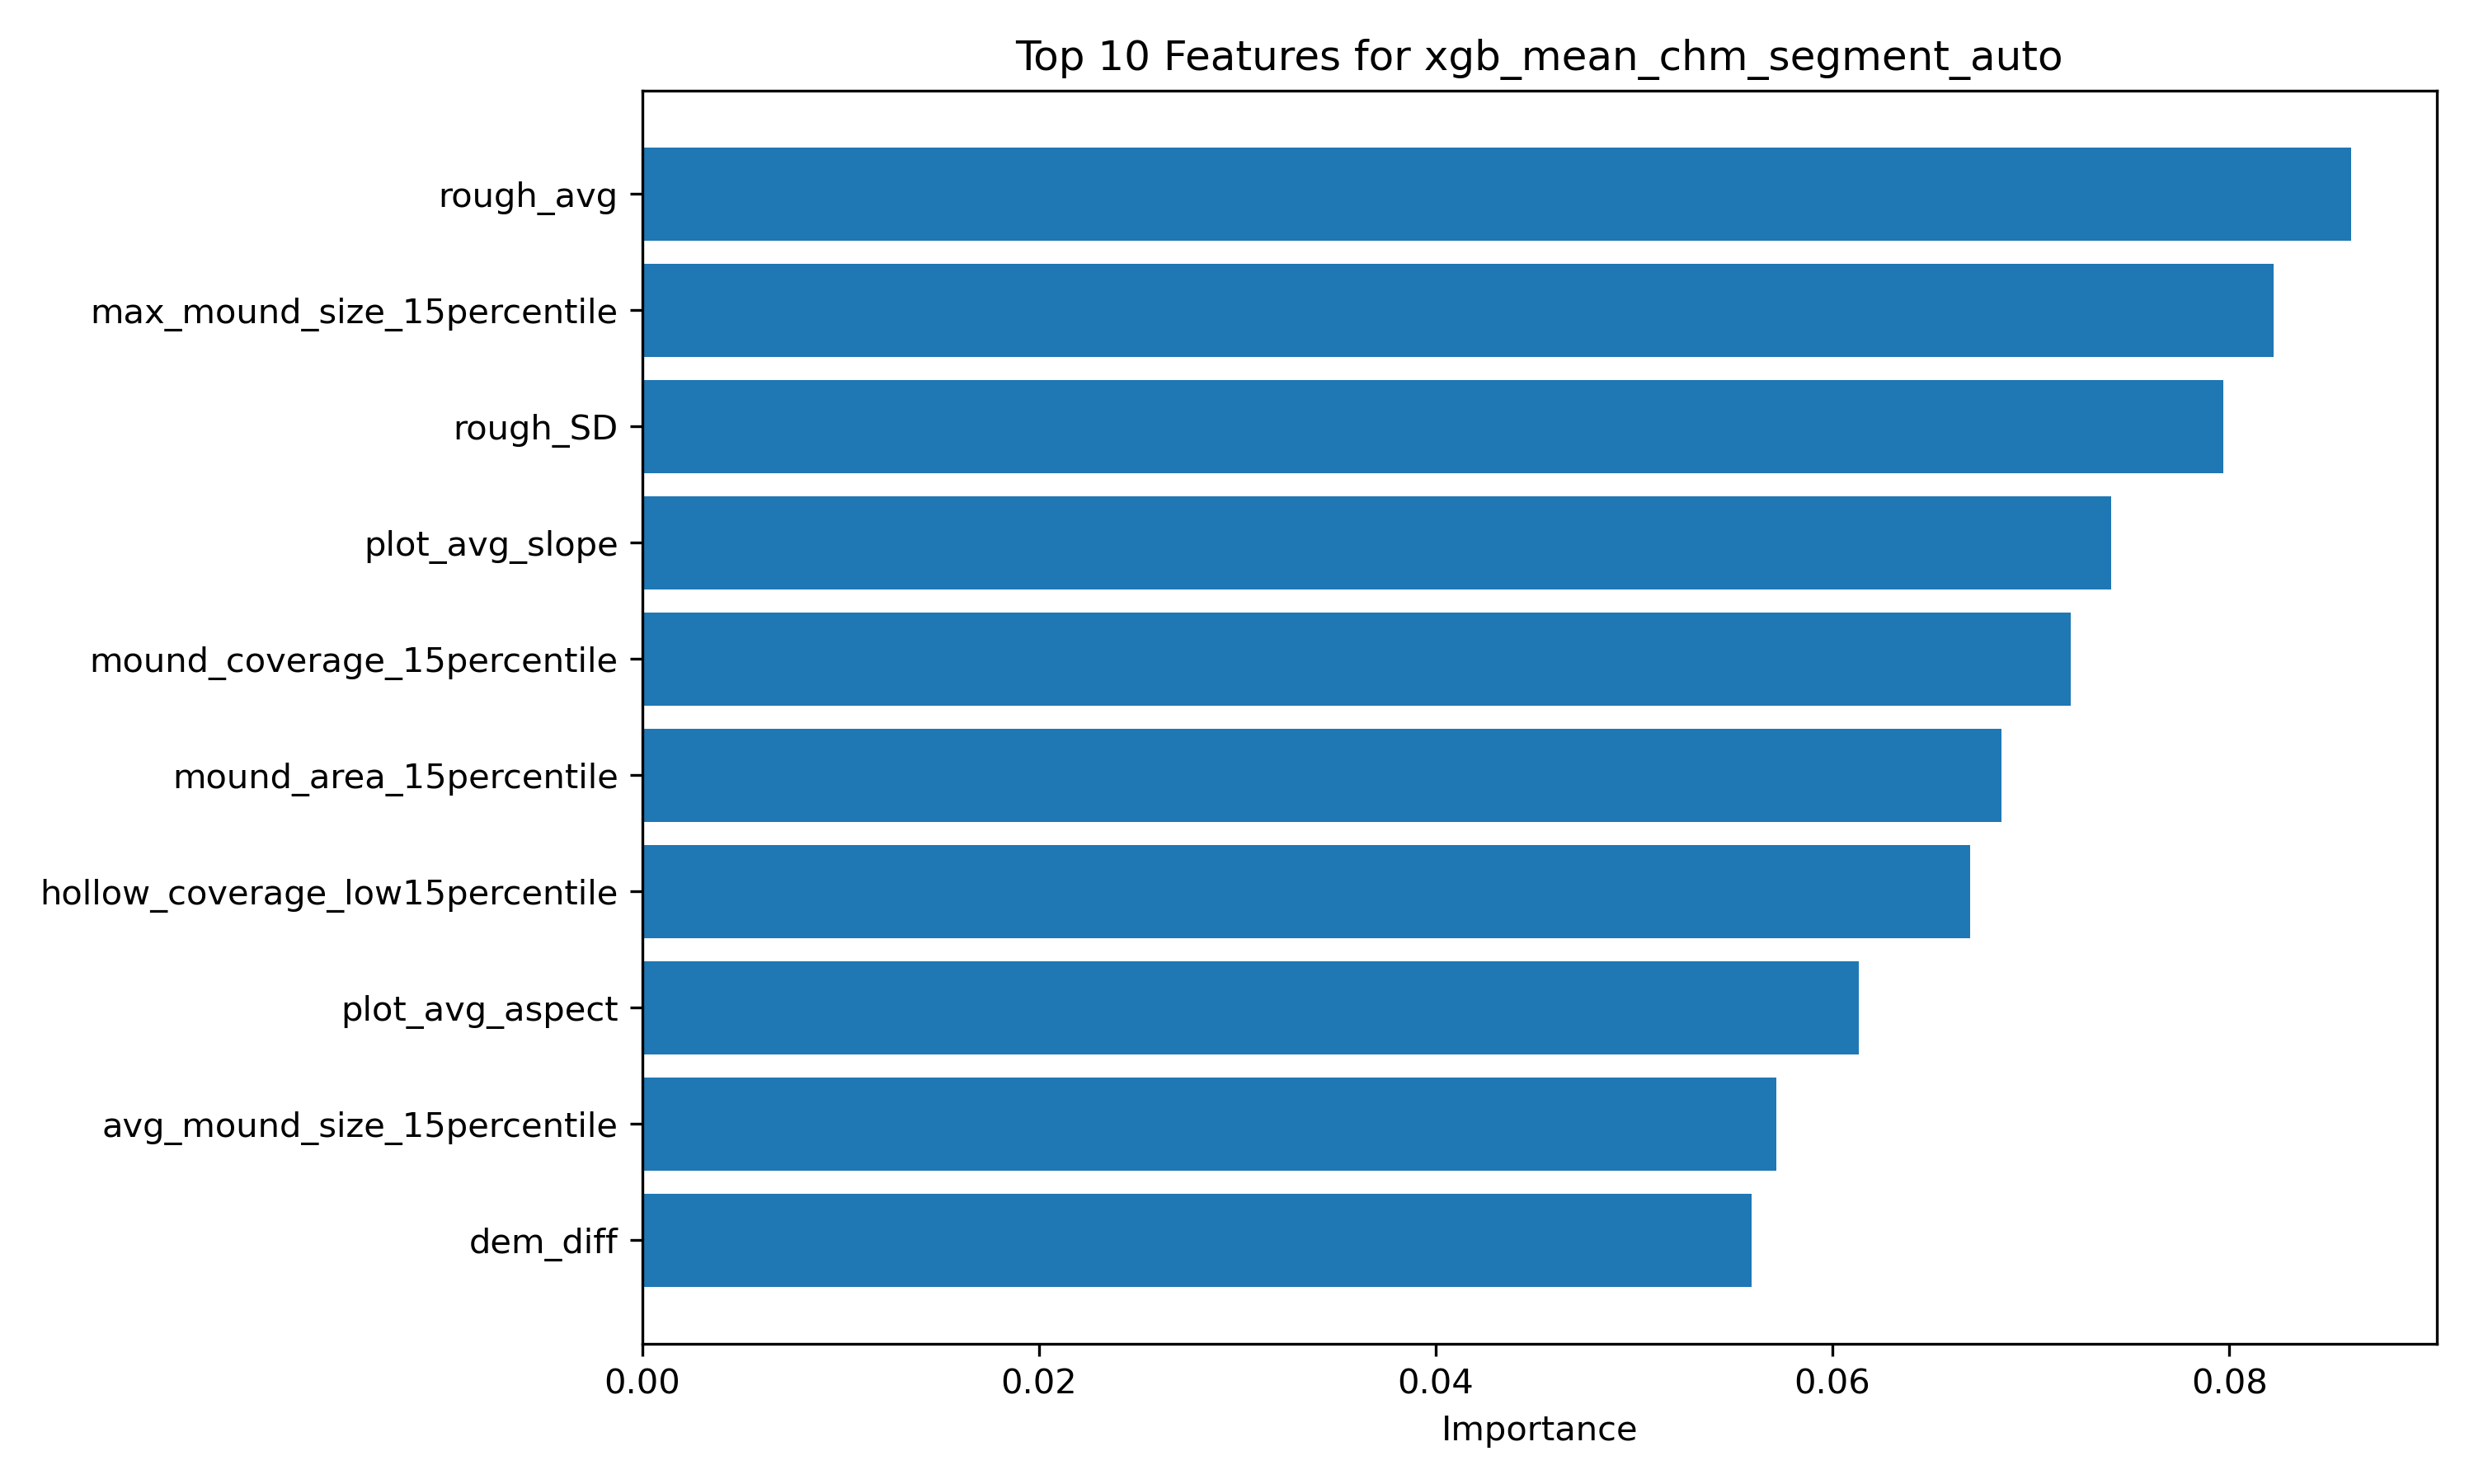 Top 10 Features for xgb_mean_chm_segment_auto
rough_avg
max_mound_size_15percentile
rough_SD
plot_avg_slope
mound_coverage_15percentile
mound_area_15percentile
hollow_coverage_low15percentile
plot_avg_aspect
avg_mound_size_15percentile
dem_diff
0.00 0.02 0.04 0.06 0.08
Importance